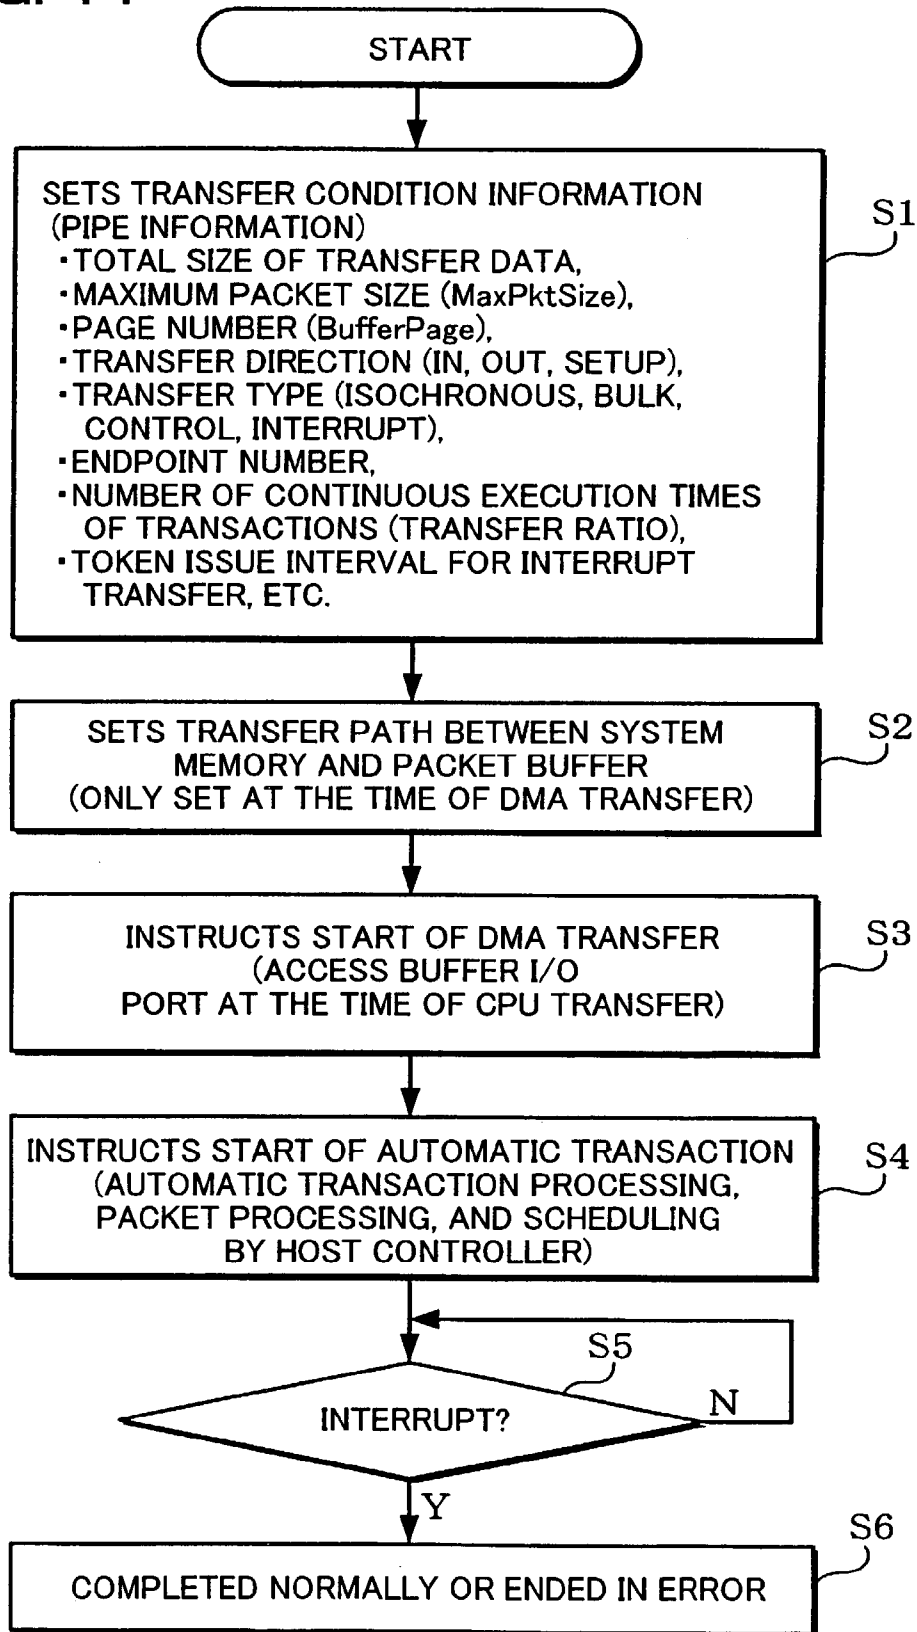 START
SETS TRANSFER CONDITION INFORMATION
(PIPE INFORMATION)
・TOTAL SIZE OF TRANSFER DATA,
・MAXIMUM PACKET SIZE (MaxPktSize),
・PAGE NUMBER (BufferPage),
・TRANSFER DIRECTION (IN, OUT, SETUP),
・TRANSFER TYPE (ISOCHRONOUS, BULK,
CONTROL, INTERRUPT),
・ENDPOINT NUMBER,
・NUMBER OF CONTINUOUS EXECUTION TIMES
OF TRANSACTIONS (TRANSFER RATIO),
・TOKEN ISSUE INTERVAL FOR INTERRUPT
TRANSFER, ETC.
S1
SETS TRANSFER PATH BETWEEN SYSTEM
MEMORY AND PACKET BUFFER
(ONLY SET AT THE TIME OF DMA TRANSFER)
S2
INSTRUCTS START OF DMA TRANSFER
(ACCESS BUFFER I/O
PORT AT THE TIME OF CPU TRANSFER)
S3
INSTRUCTS START OF AUTOMATIC TRANSACTION
(AUTOMATIC TRANSACTION PROCESSING,
PACKET PROCESSING, AND SCHEDULING
BY HOST CONTROLLER)
S4
S5
INTERRUPT?
N
Y
S6
COMPLETED NORMALLY OR ENDED IN ERROR